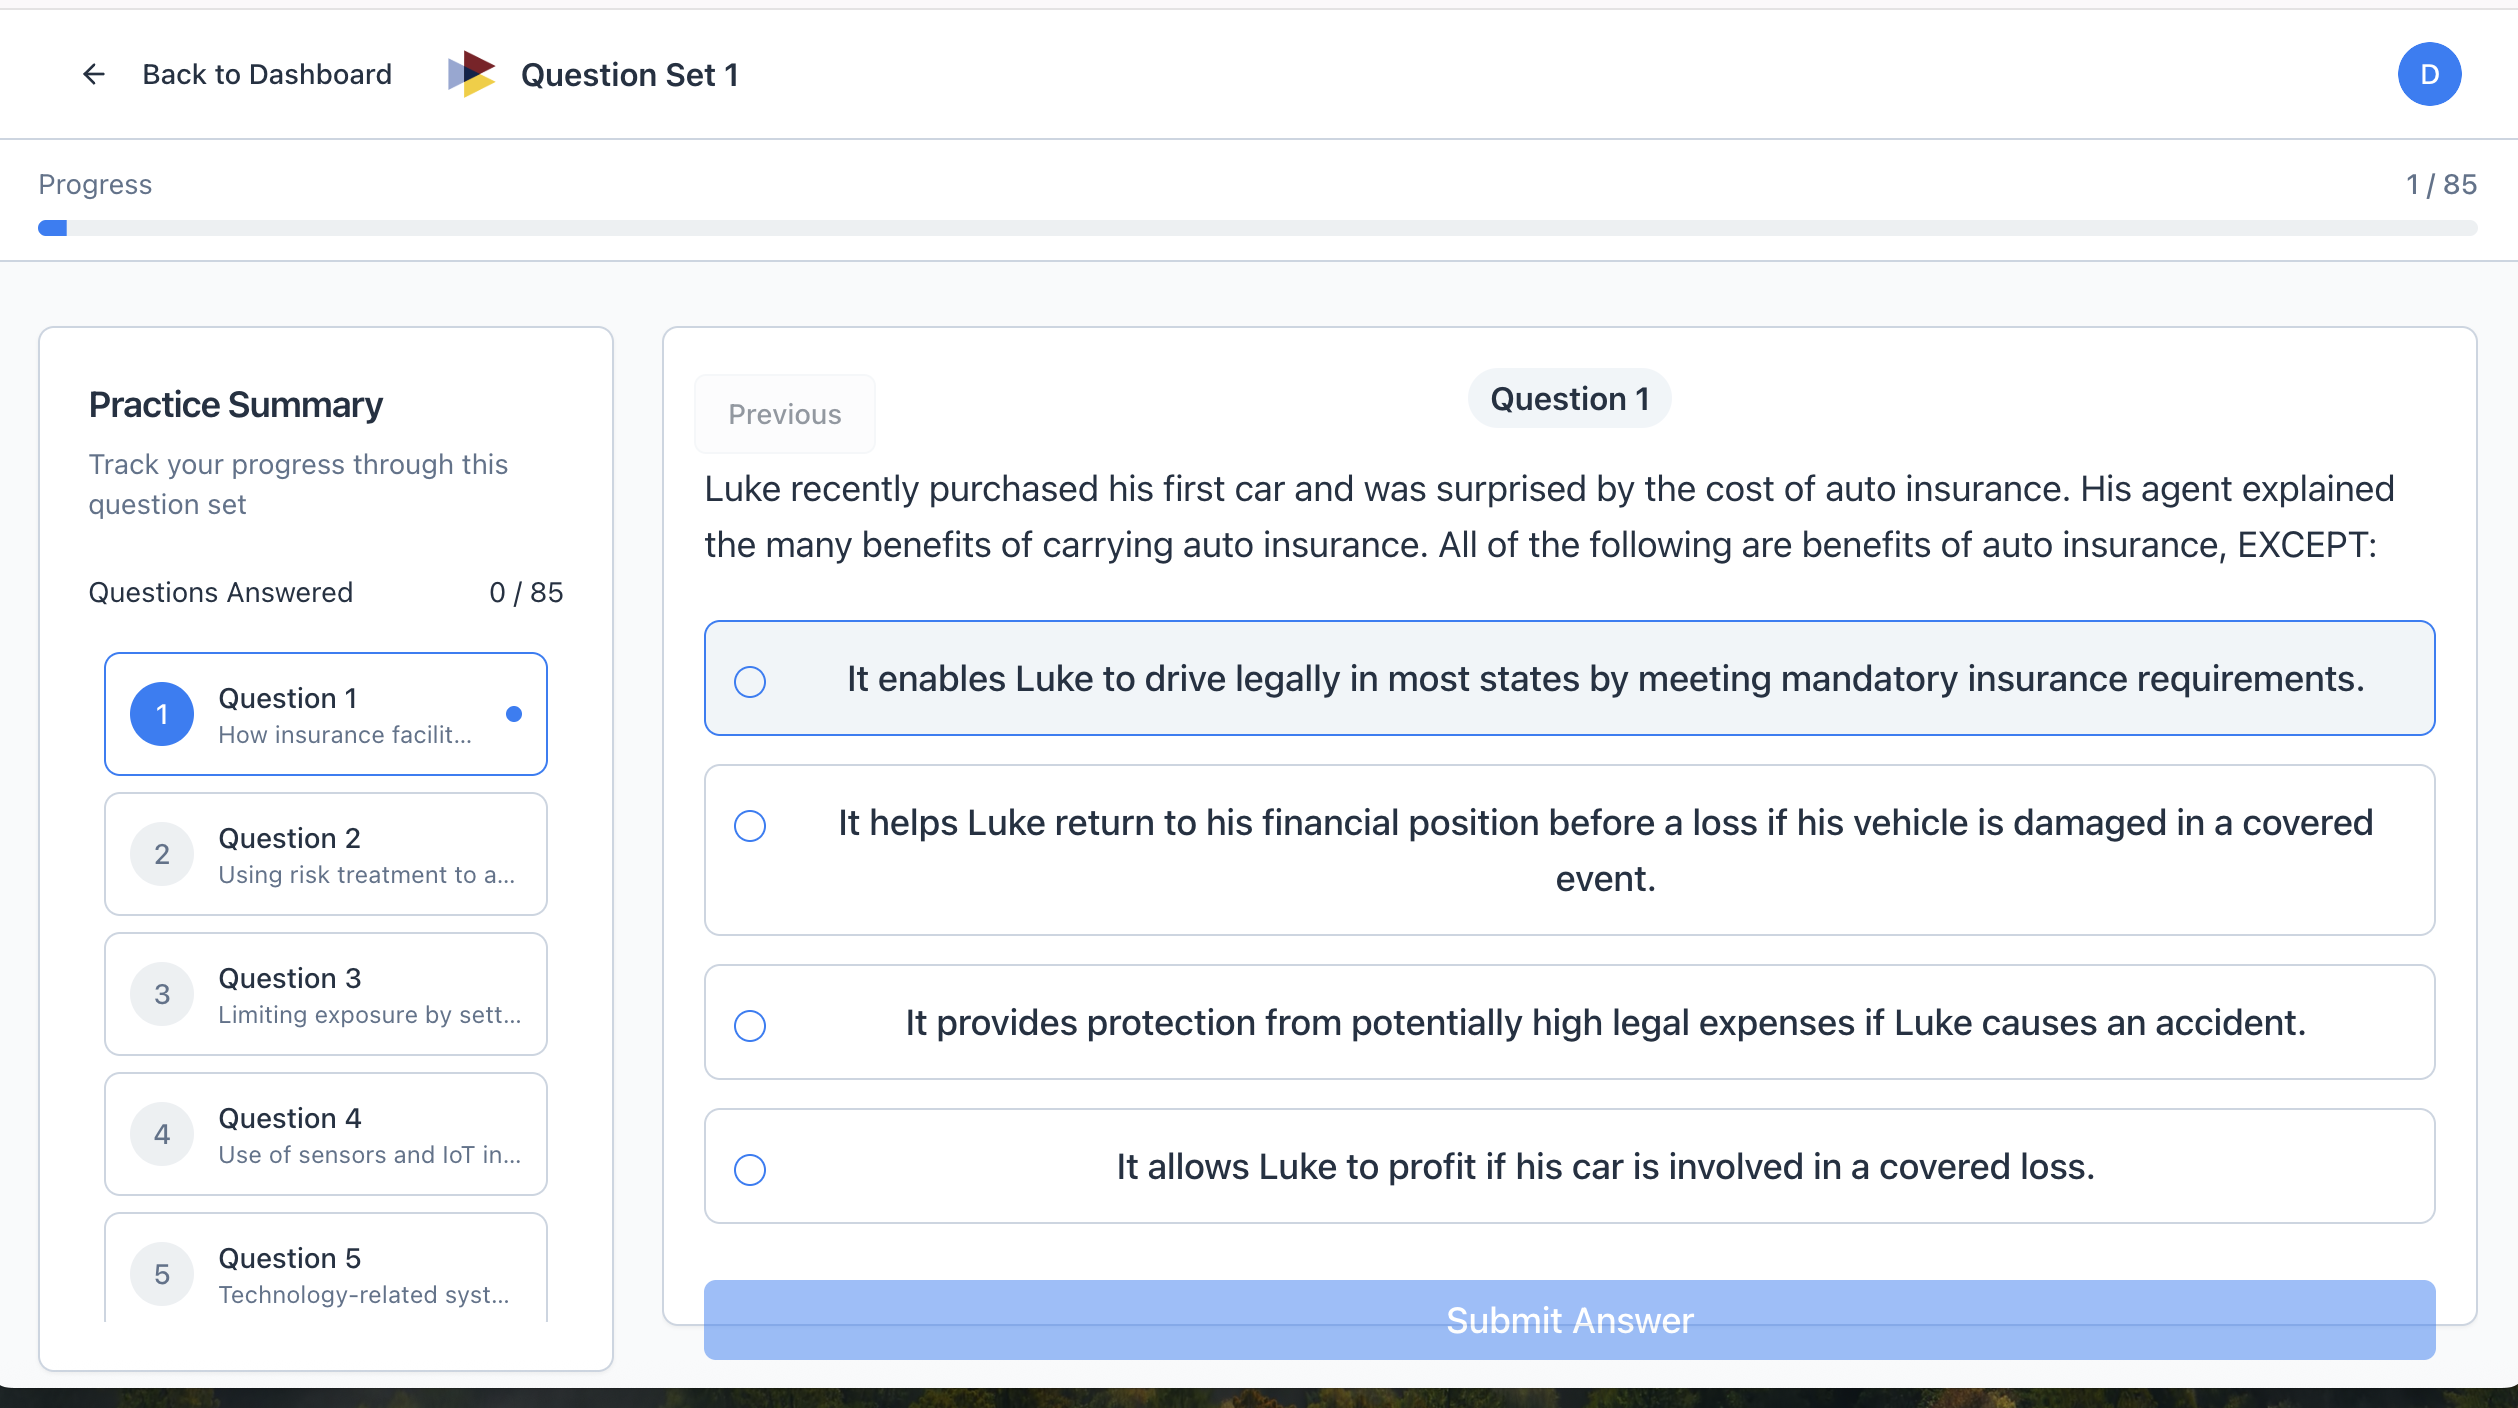 Back to Dashboard
Question Set 1
D
Progress
1 / 85
Practice Summary
Track your progress through this
question set
Questions Answered
0 / 85
1
Question 1
How insurance facilit...
2
Question 2
Using risk treatment to a...
3
Question 3
Limiting exposure by sett...
4
Question 4
Use of sensors and IoT in...
5
Question 5
Technology-related syst...
Previous
Question 1
Luke recently purchased his first car and was surprised by the cost of auto insurance. His agent explained
the many benefits of carrying auto insurance. All of the following are benefits of auto insurance, EXCEPT:
It enables Luke to drive legally in most states by meeting mandatory insurance requirements.
It helps Luke return to his financial position before a loss if his vehicle is damaged in a covered
event.
It provides protection from potentially high legal expenses if Luke causes an accident.
It allows Luke to profit if his car is involved in a covered loss.
Submit Answer